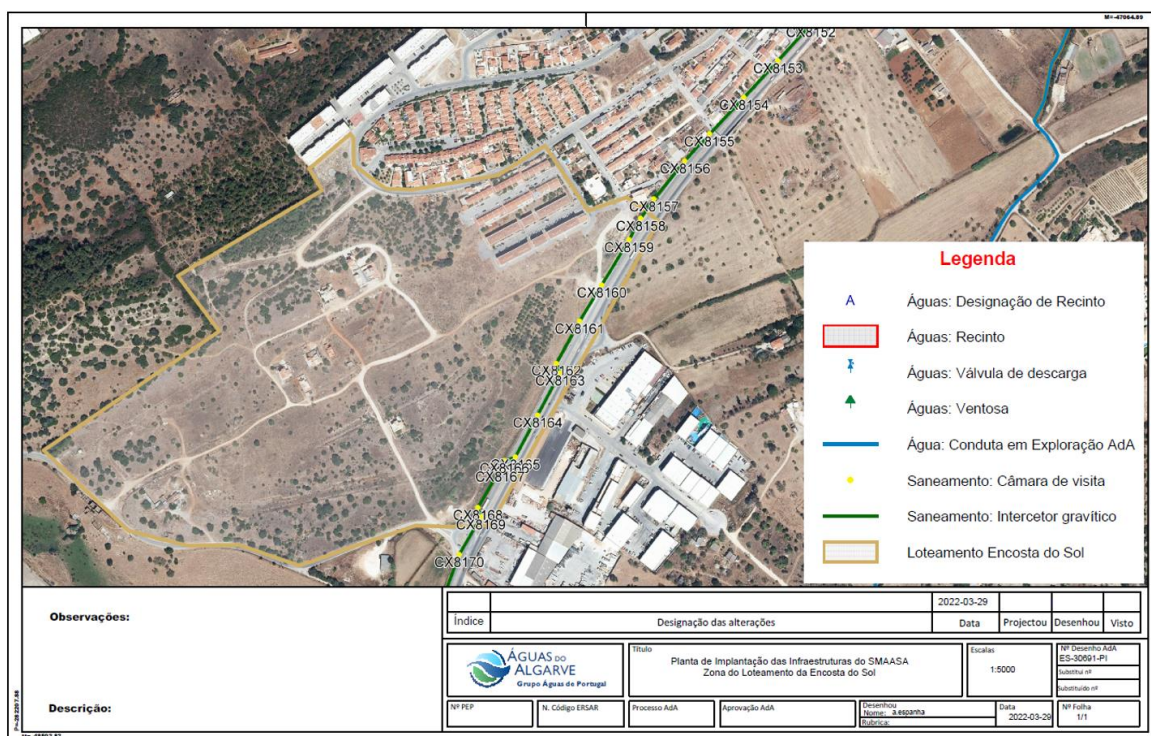 M=-47064.89
CX8152
CX8153
CX8154
CX8155
CX8156
CX8157
CX8158
CX8159
CX8160
CX8161
CX8162
CX8163
CX8164
CX8165
CX8166
CX8167
CX8168
CX8169
CX8170
Legenda
A Águas: Designação de Recinto
Águas: Recinto
Águas: Válvula de descarga
Águas: Ventosa
Água: Conduta em Exploração AdA
Saneamento: Câmara de visita
Saneamento: Intercetor gravítico
Loteamento Encosta do Sol
Observações:
Descrição:
2022-03-29
Índice Designação das alterações Data Projectou Desenhou Visto
ÁGUAS DO
ALGARVE
Grupo Águas de Portugal
Título
Planta de Implantação das Infraestruturas do SMAASA
Zona do Loteamento da Encosta do Sol
Escalas
1:5000
Nº Desenho AdA
ES-30691-PI
Substitui nº
Substituído nº
Nº PEP
N. Código ERSAR
Processo AdA
Aprovação AdA
Desenhou
Nome: a.espanha
Rubrica:
Data
2022-03-29
Nº Folha
1/1